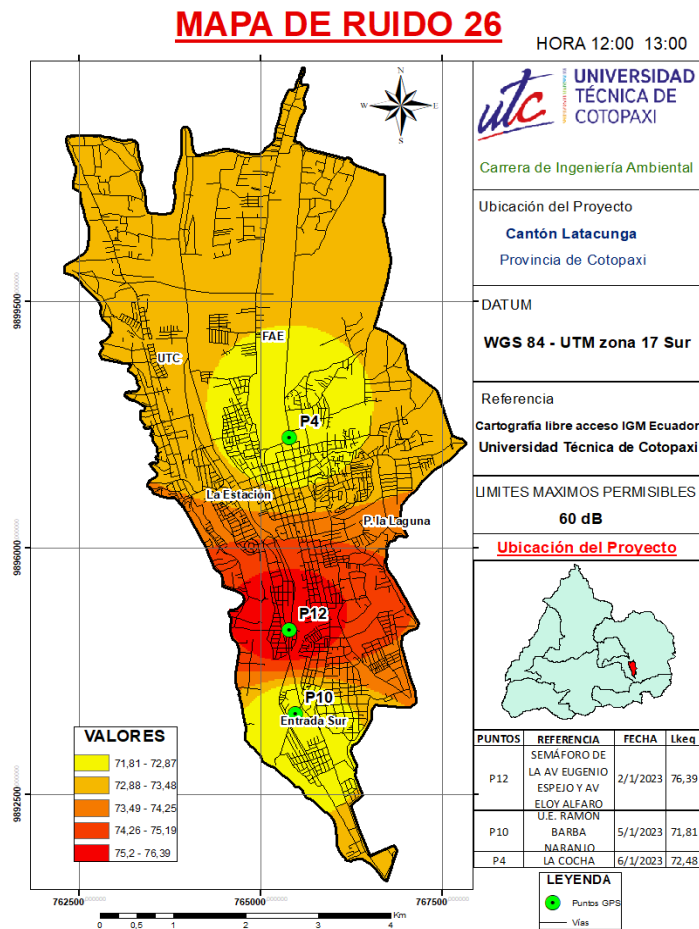 MAPA DE RUIDO 26
HORA 12:00 13:00
N
W
E
S
9899500
9896000
9892500
762500
765000
767500
UTC
FAE
P4
La Estación
P. la Laguna
P12
P10
Entrada Sur
VALORES
71,81 - 72,87
72,88 - 73,48
73,49 - 74,25
74,26 - 75,19
75,2 - 76,39
0 0,5 1 2 3 4
Km
utc
UNIVERSIDAD
TÉCNICA DE
COTOPAXI
Carrera de Ingeniería Ambiental
Ubicación del Proyecto
Cantón Latacunga
Provincia de Cotopaxi
DATUM
WGS 84 - UTM zona 17 Sur
Referencia
Cartografía libre acceso IGM Ecuador
Universidad Técnica de Cotopaxi
LIMITES MAXIMOS PERMISIBLES
60 dB
Ubicación del Proyecto
PUNTOS REFERENCIA FECHA Lkeq
P12 SEMÁFORO DE LA AV EUGENIO ESPEJO Y AV ELOY ALFARO 2/1/2023 76,39
P10 U.E. RAMÓN BARBA NARANJO 5/1/2023 71,81
P4 LA COCHA 6/1/2023 72,48
LEYENDA
Puntos GPS
Vías